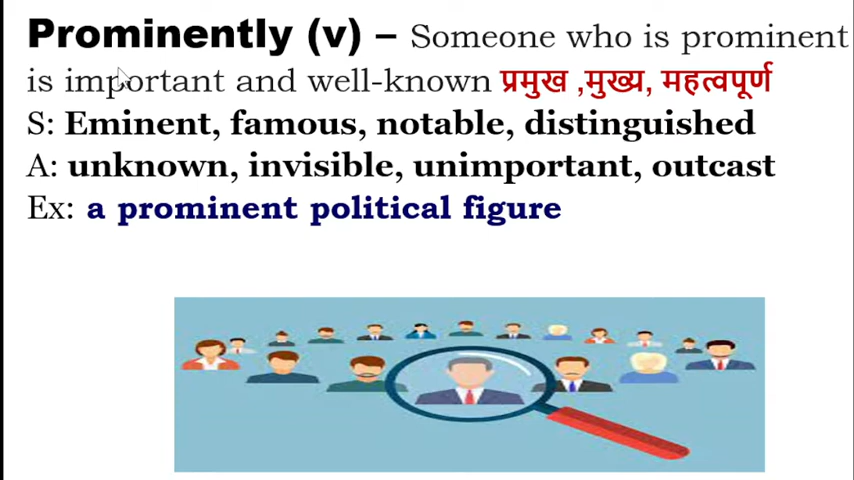 Prominently (v) – Someone who is prominent
is important and well-known प्रमुख ,मुख्य, महत्वपूर्ण
S: Eminent, famous, notable, distinguished
A: unknown, invisible, unimportant, outcast
Ex: a prominent political figure